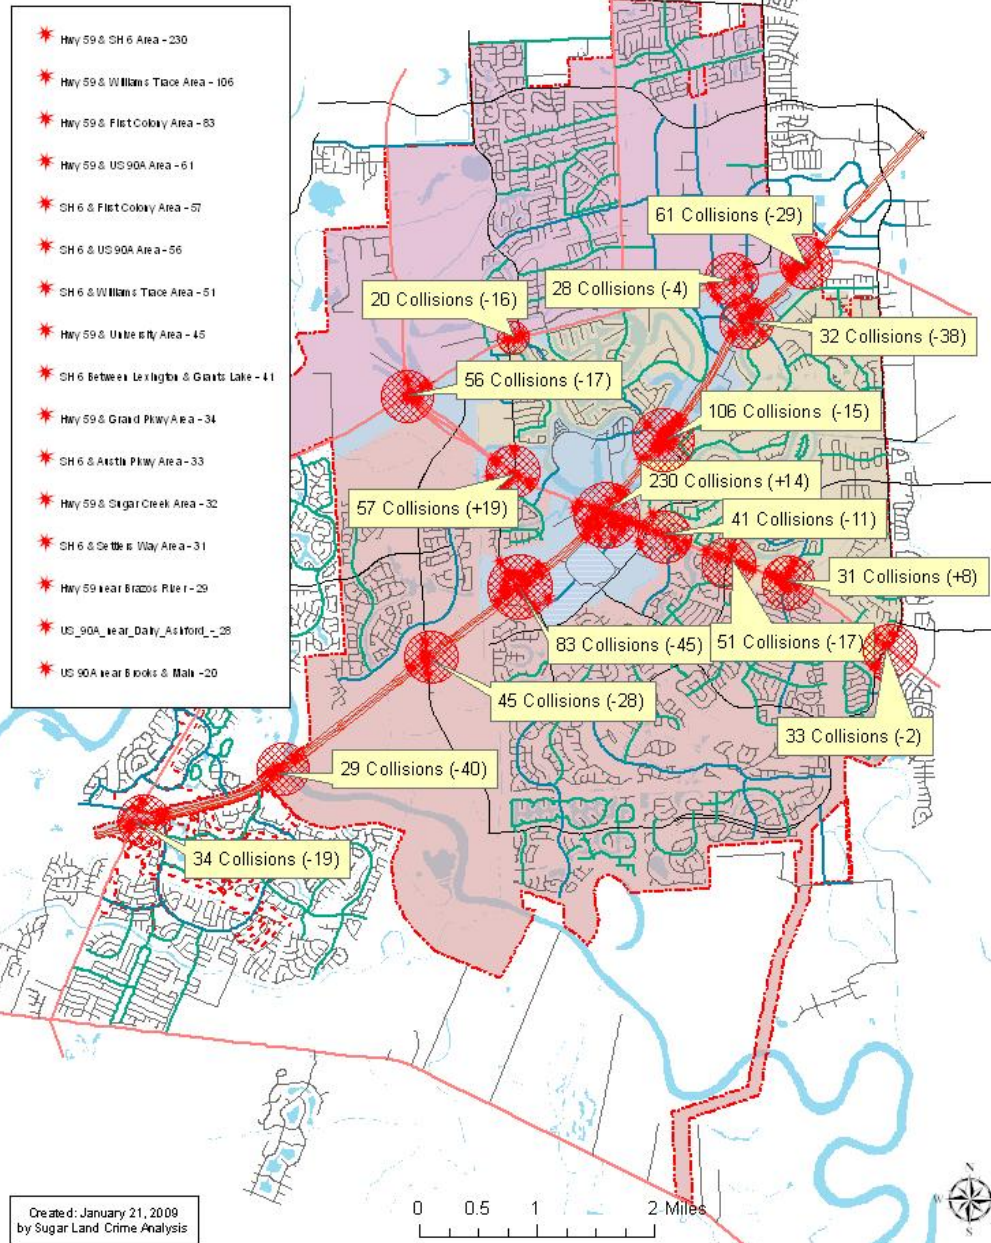 Hwy 59 & SH 6 Area - 230
Hwy 59 & Williams Trace Area - 106
Hwy 59 & First Colony Area - 83
Hwy 59 & US 90A Area - 61
SH 6 & First Colony Area - 57
SH 6 & US 90A Area - 56
SH 6 & Williams Trace Area - 51
Hwy 59 & University Area - 45
SH 6 Between Lexington & Grants Lake - 41
Hwy 59 & Grand Pkwy Area - 34
SH 6 & Austin Pkwy Area - 33
Hwy 59 & Sugar Creek Area - 32
SH 6 & Settlers Way Area - 31
Hwy 59 near Brazos River - 29
US_90A_near_Dairy_Ashford_- 28
US 90A near Brooks & Main - 20
61 Collisions (-29)
28 Collisions (-4)
20 Collisions (-16)
32 Collisions (-38)
56 Collisions (-17)
106 Collisions (-15)
230 Collisions (+14)
57 Collisions (+19)
41 Collisions (-11)
31 Collisions (+8)
83 Collisions (-45)
51 Collisions (-17)
45 Collisions (-28)
33 Collisions (-2)
29 Collisions (-40)
34 Collisions (-19)
Created: January 21, 2009
by Sugar Land Crime Analysis
0 0.5 1 2 Miles
N
W
S